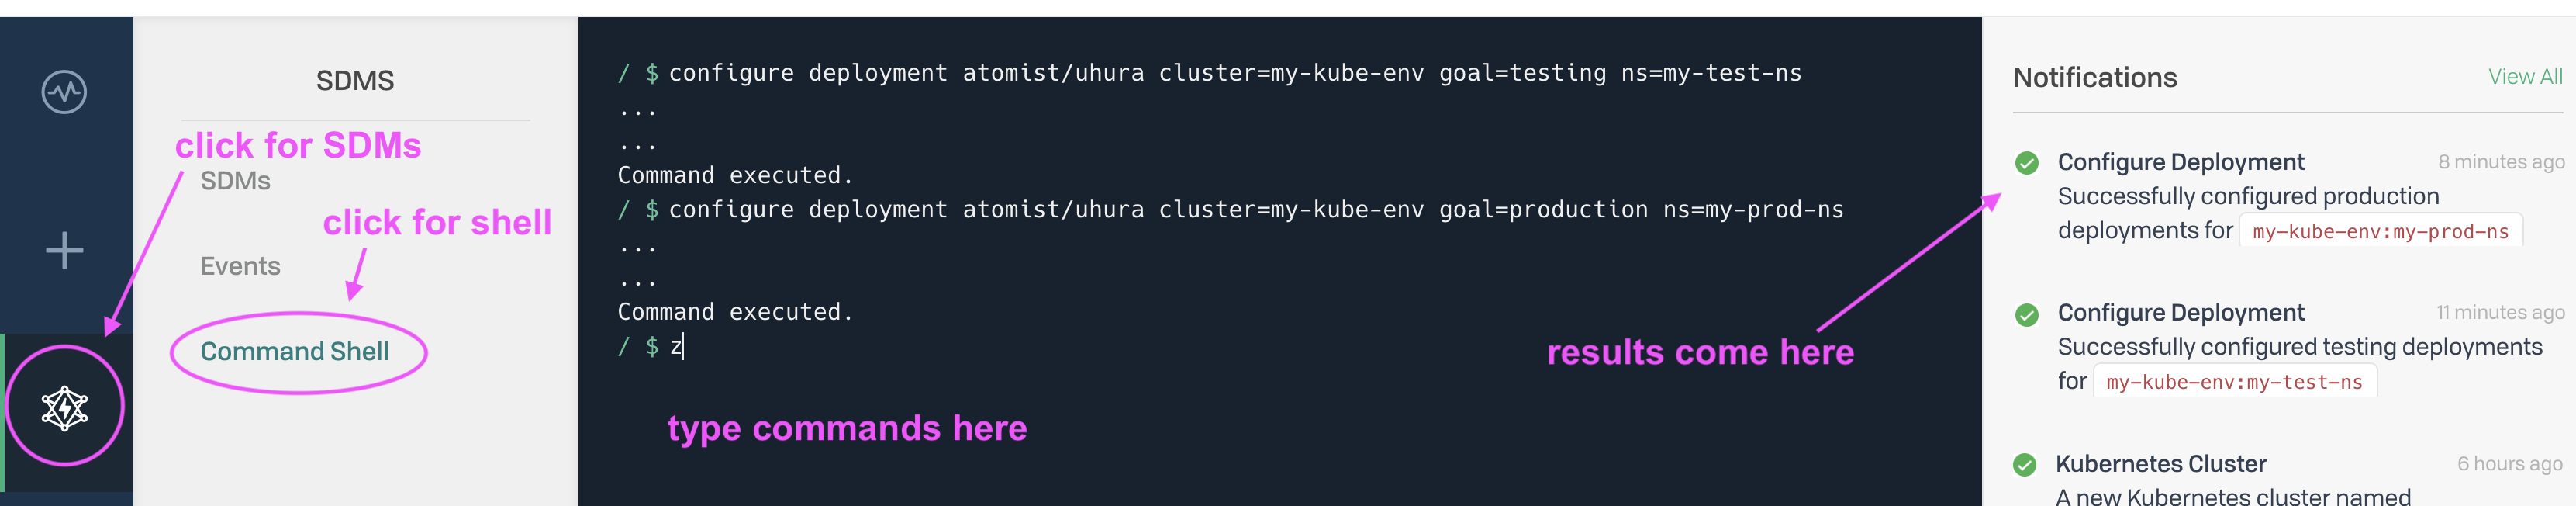 SDMS
click for SDMs
SDMs
click for shell
Events
Command Shell
/ $ configure deployment atomist/uhura cluster=my-kube-env goal=testing ns=my-test-ns
...
...
Command executed.
/ $ configure deployment atomist/uhura cluster=my-kube-env goal=production ns=my-prod-ns
...
...
Command executed.
/ $ z
type commands here
results come here
Notifications
View All
Configure Deployment
8 minutes ago
Successfully configured production
deployments for my-kube-env:my-prod-ns
Configure Deployment
11 minutes ago
Successfully configured testing deployments
for my-kube-env:my-test-ns
Kubernetes Cluster
6 hours ago
A new Kubernetes cluster named